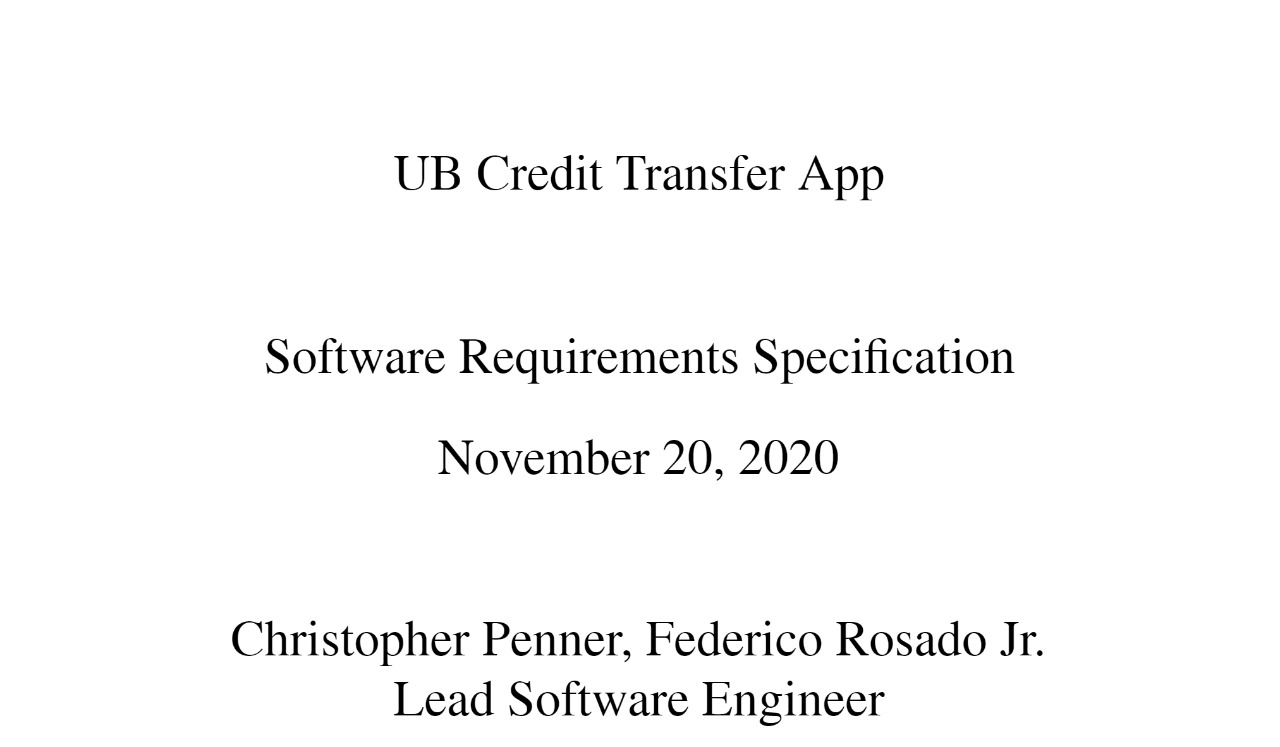 UB Credit Transfer App
Software Requirements Specification
November 20, 2020
Christopher Penner, Federico Rosado Jr.
Lead Software Engineer